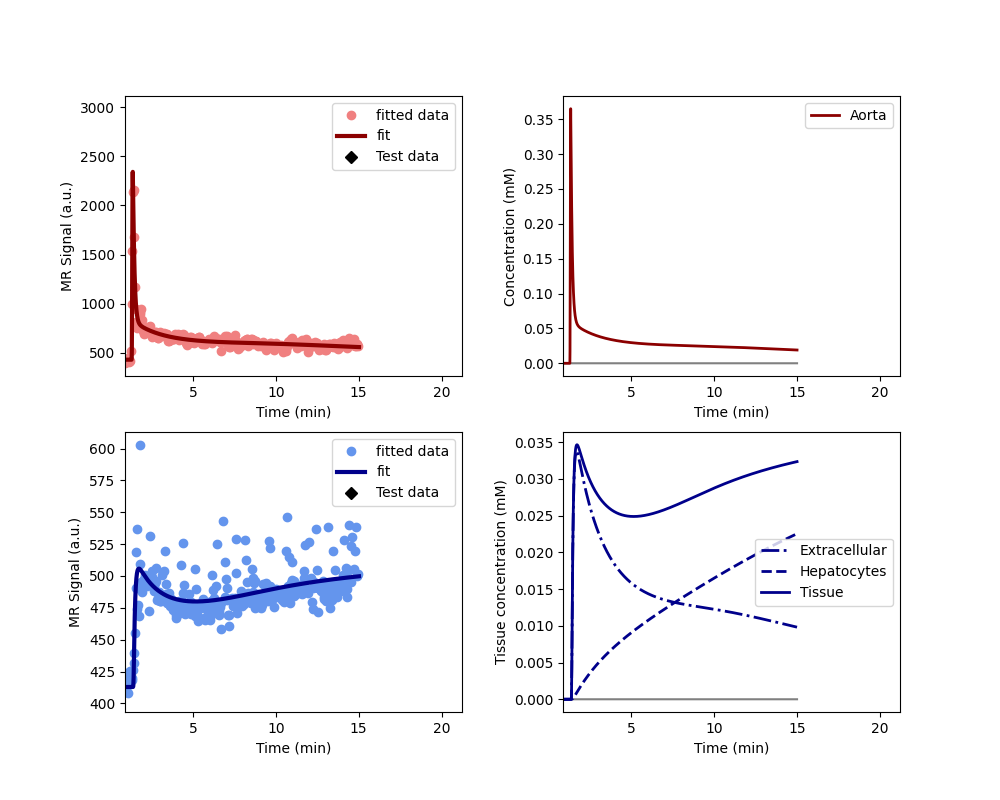 3000
2500
2000
1500
1000
500
MR Signal (a.u.)
fitted data
fit
Test data
5
10
15
20
Time (min)
0.35
0.30
0.25
0.20
0.15
0.10
0.05
0.00
Concentration (mM)
Aorta
5
10
15
20
Time (min)
600
575
550
525
500
475
450
425
400
MR Signal (a.u.)
fitted data
fit
Test data
5
10
15
20
Time (min)
0.035
0.030
0.025
0.020
0.015
0.010
0.005
0.000
Tissue concentration (mM)
Extracellular
Hepatocytes
Tissue
5
10
15
20
Time (min)